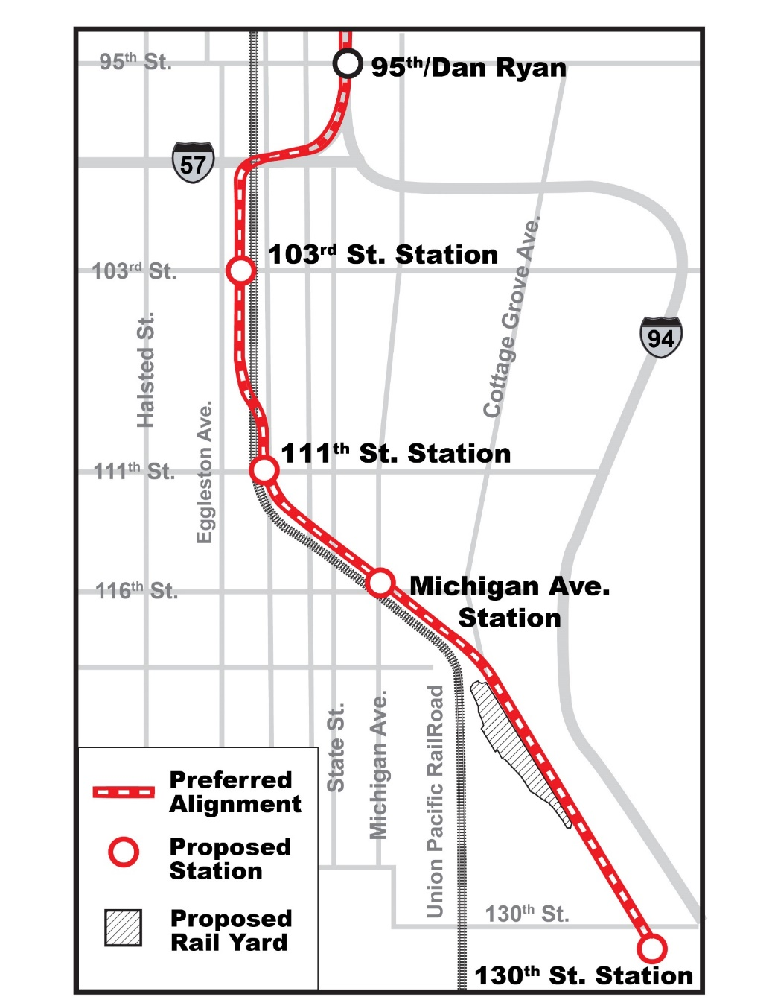 95th St.
95th/Dan Ryan
57
103rd St. Station
103rd St.
Cottage Grove Ave.
94
Halsted St.
Eggleston Ave.
111th St. Station
111th St.
116th St.
Michigan Ave.
Station
State St.
Michigan Ave.
Union Pacific RailRoad
Preferred
Alignment
Proposed
Station
Proposed
Rail Yard
130th St.
130th St. Station